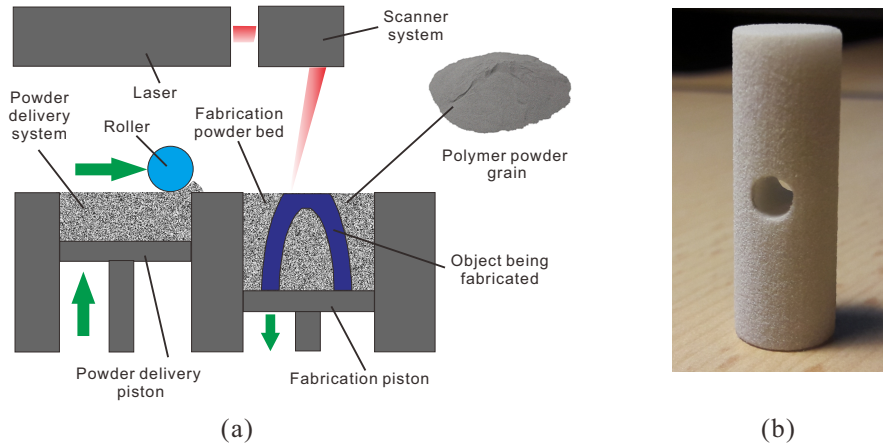 Scanner
system
Laser
Powder
delivery system
Roller
Fabrication
powder bed
Polymer powder
grain
Object being
fabricated
Powder delivery
piston
Fabrication piston
(a)
(b)